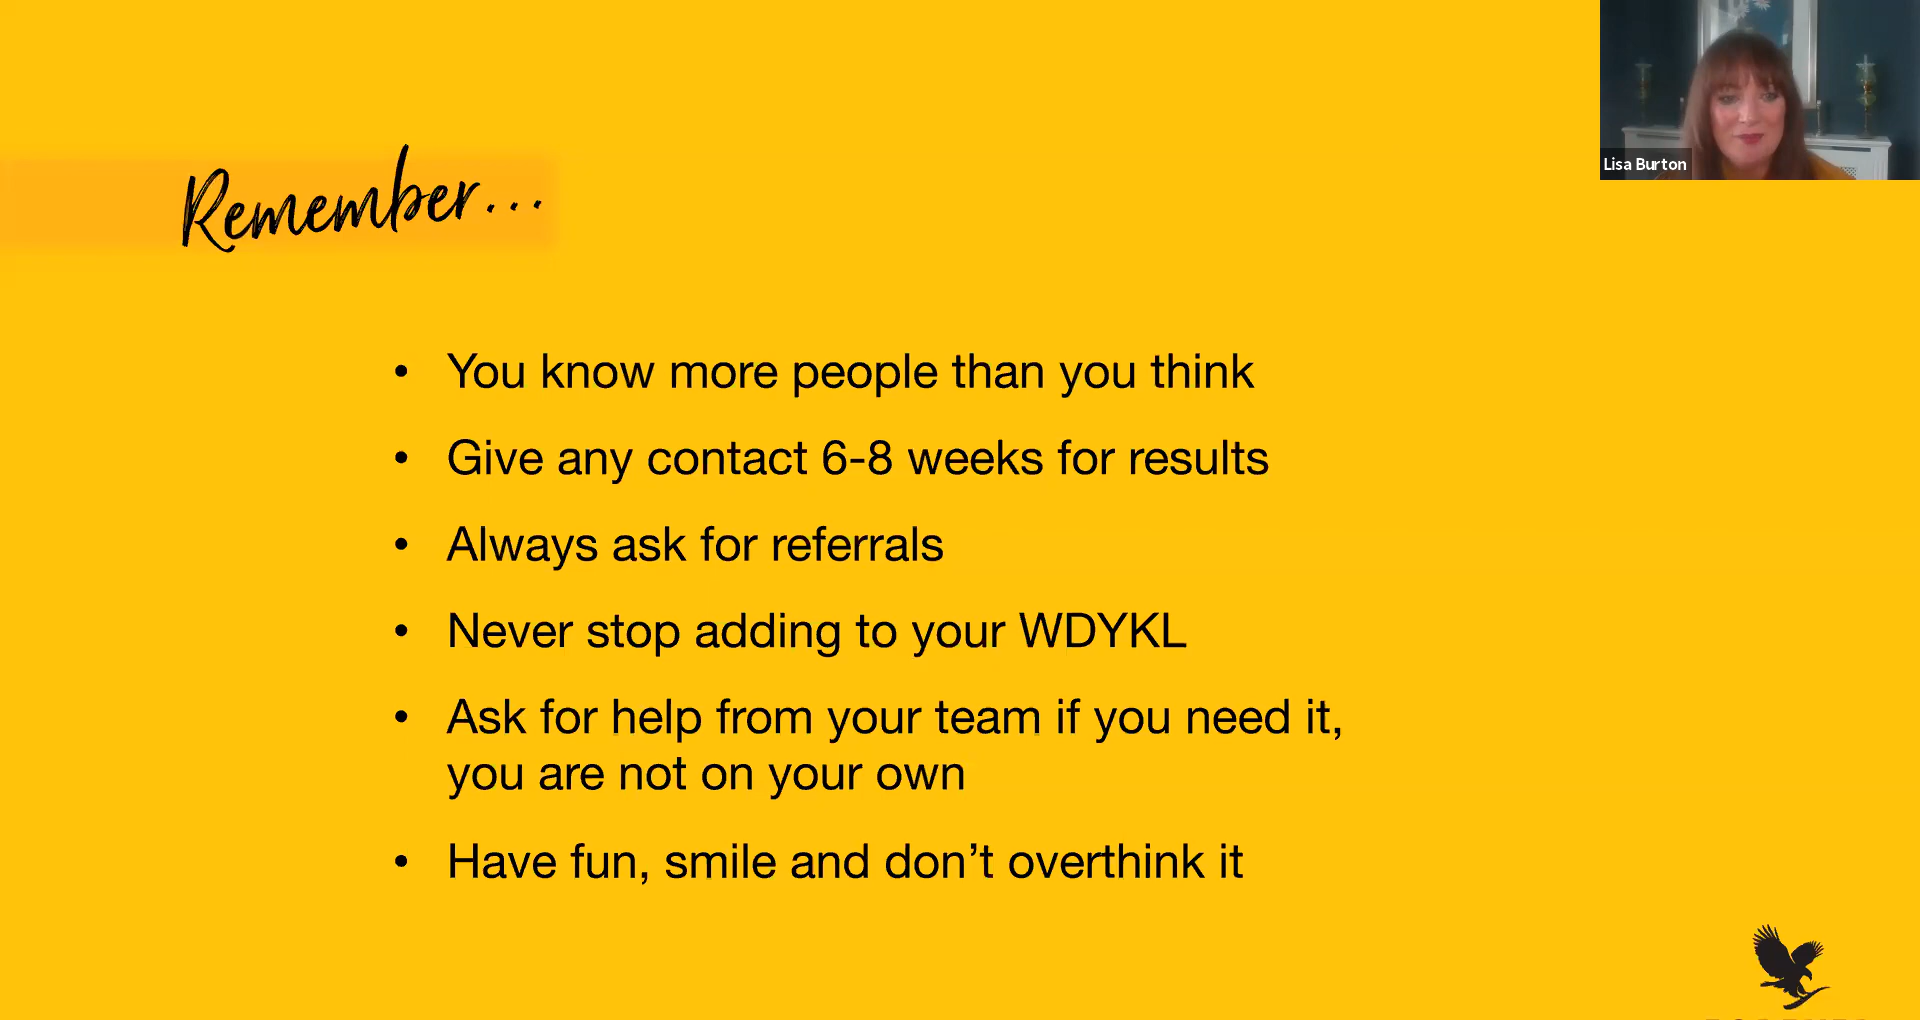 Lisa Burton
Remember...
• You know more people than you think
• Give any contact 6-8 weeks for results
• Always ask for referrals
• Never stop adding to your WDYKL
• Ask for help from your team if you need it,
you are not on your own
• Have fun, smile and don’t overthink it